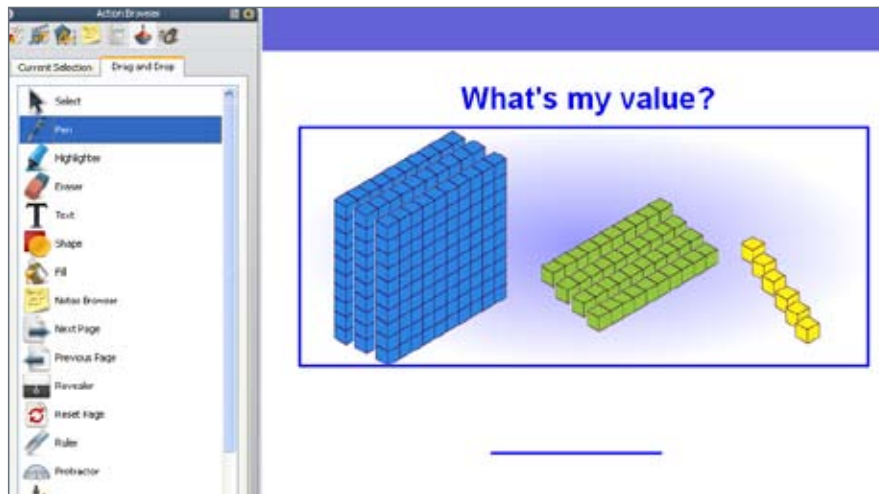 Action Browser
Current Selection
Drag and Drop
Select
Pen
Highlighter
Eraser
Text
Shape
Fill
Notes Browser
Next Page
Previous Page
Revealer
Reset Page
Ruler
Protractor
What's my value?